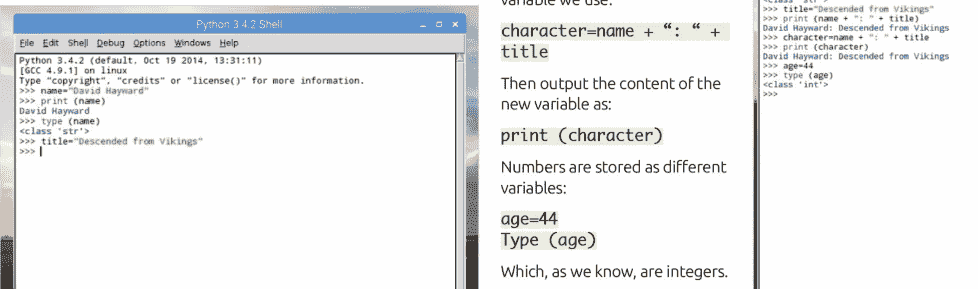 Python 3.4.2 Shell
File Edit Shell Debug Options Windows Help
Python 3.4.2 (default, Oct 19 2014, 13:31:11)
[GCC 4.9.1] on linux
Type "copyright", "credits" or "license()" for more information.
>>> name="David Hayward"
>>> print (name)
David Hayward
>>> type (name)
<class 'str'>
>>> title="Descended from Vikings"
>>>
variable we use:
character=name + “: “ +
title
Then output the content of the
new variable as:
print (character)
Numbers are stored as different
variables:
age=44
Type (age)
Which, as we know, are integers.
<class 'str'>
>>> title="Descended from Vikings"
>>> print (name + ": " + title)
David Hayward: Descended from Vikings
>>> character=name + ": " + title
>>> print (character)
David Hayward: Descended from Vikings
>>> age=44
>>> type (age)
<class 'int'>
>>>